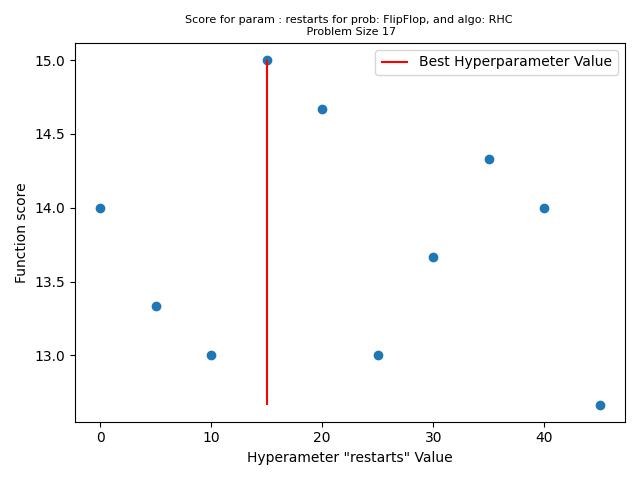 Score for param : restarts for prob: FlipFlop, and algo: RHC
Problem Size 17
Best Hyperparameter Value
15.0
14.5
14.0
13.5
13.0
Function score
0 10 20 30 40
Hyperameter "restarts" Value